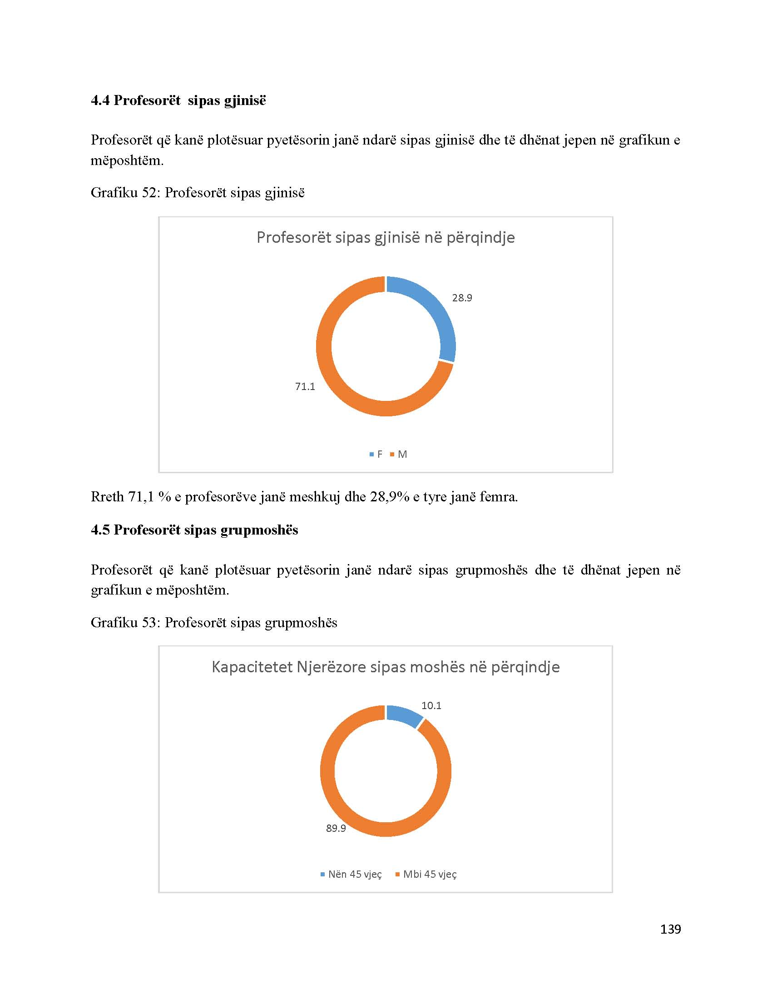 4.4 Profesorët  sipas gjinisë
Profesorët që kanë plotësuar pyetësorin janë ndarë sipas gjinisë dhe të dhënat jepen në grafikun e
mëposhtëm.
Grafiku 52: Profesorët sipas gjinisë
Profesorët sipas gjinisë në përqindje
28.9
71.1
F M
Rreth 71,1 % e profesorëve janë meshkuj dhe 28,9% e tyre janë femra.
4.5 Profesorët sipas grupmoshës
Profesorët që kanë plotësuar pyetësorin janë ndarë sipas grupmoshës dhe të dhënat jepen në
grafikun e mëposhtëm.
Grafiku 53: Profesorët sipas grupmoshës
Kapacitetet Njerëzore sipas moshës në përqindje
10.1
89.9
Nën 45 vjeç Mbi 45 vjeç
139